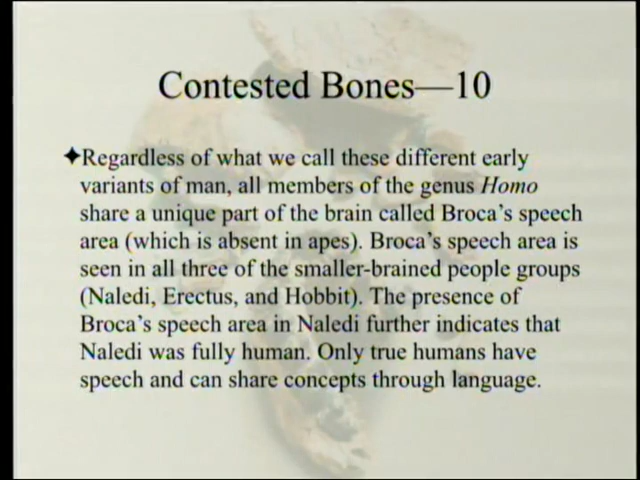 Contested Bones—10
✦Regardless of what we call these different early
variants of man, all members of the genus Homo
share a unique part of the brain called Broca's speech
area (which is absent in apes). Broca's speech area is
seen in all three of the smaller-brained people groups
(Naledi, Erectus, and Hobbit). The presence of
Broca's speech area in Naledi further indicates that
Naledi was fully human. Only true humans have
speech and can share concepts through language.